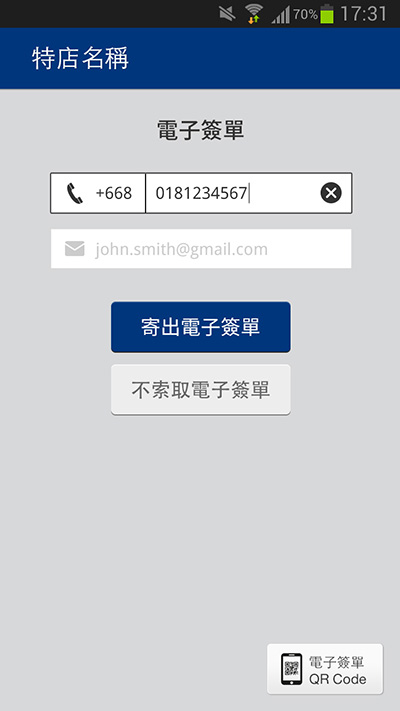 70% 17:31
特店名稱
電子簽單
+668 0181234567
john.smith@gmail.com
寄出電子簽單
不索取電子簽單
電子簽單
QR Code